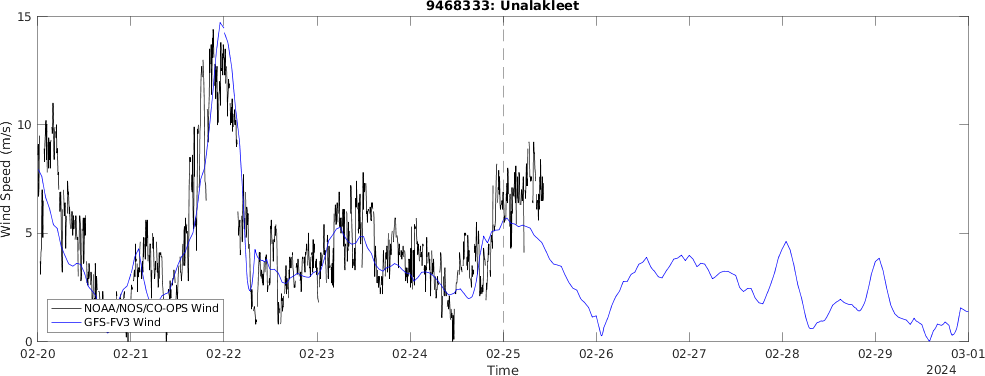 9468333: Unalakleet
Wind Speed (m/s)
15
10
5
0
NOAA/NOS/CO-OPS Wind
GFS-FV3 Wind
02-20 02-21 02-22 02-23 02-24 02-25 02-26 02-27 02-28 02-29 03-01
Time
2024